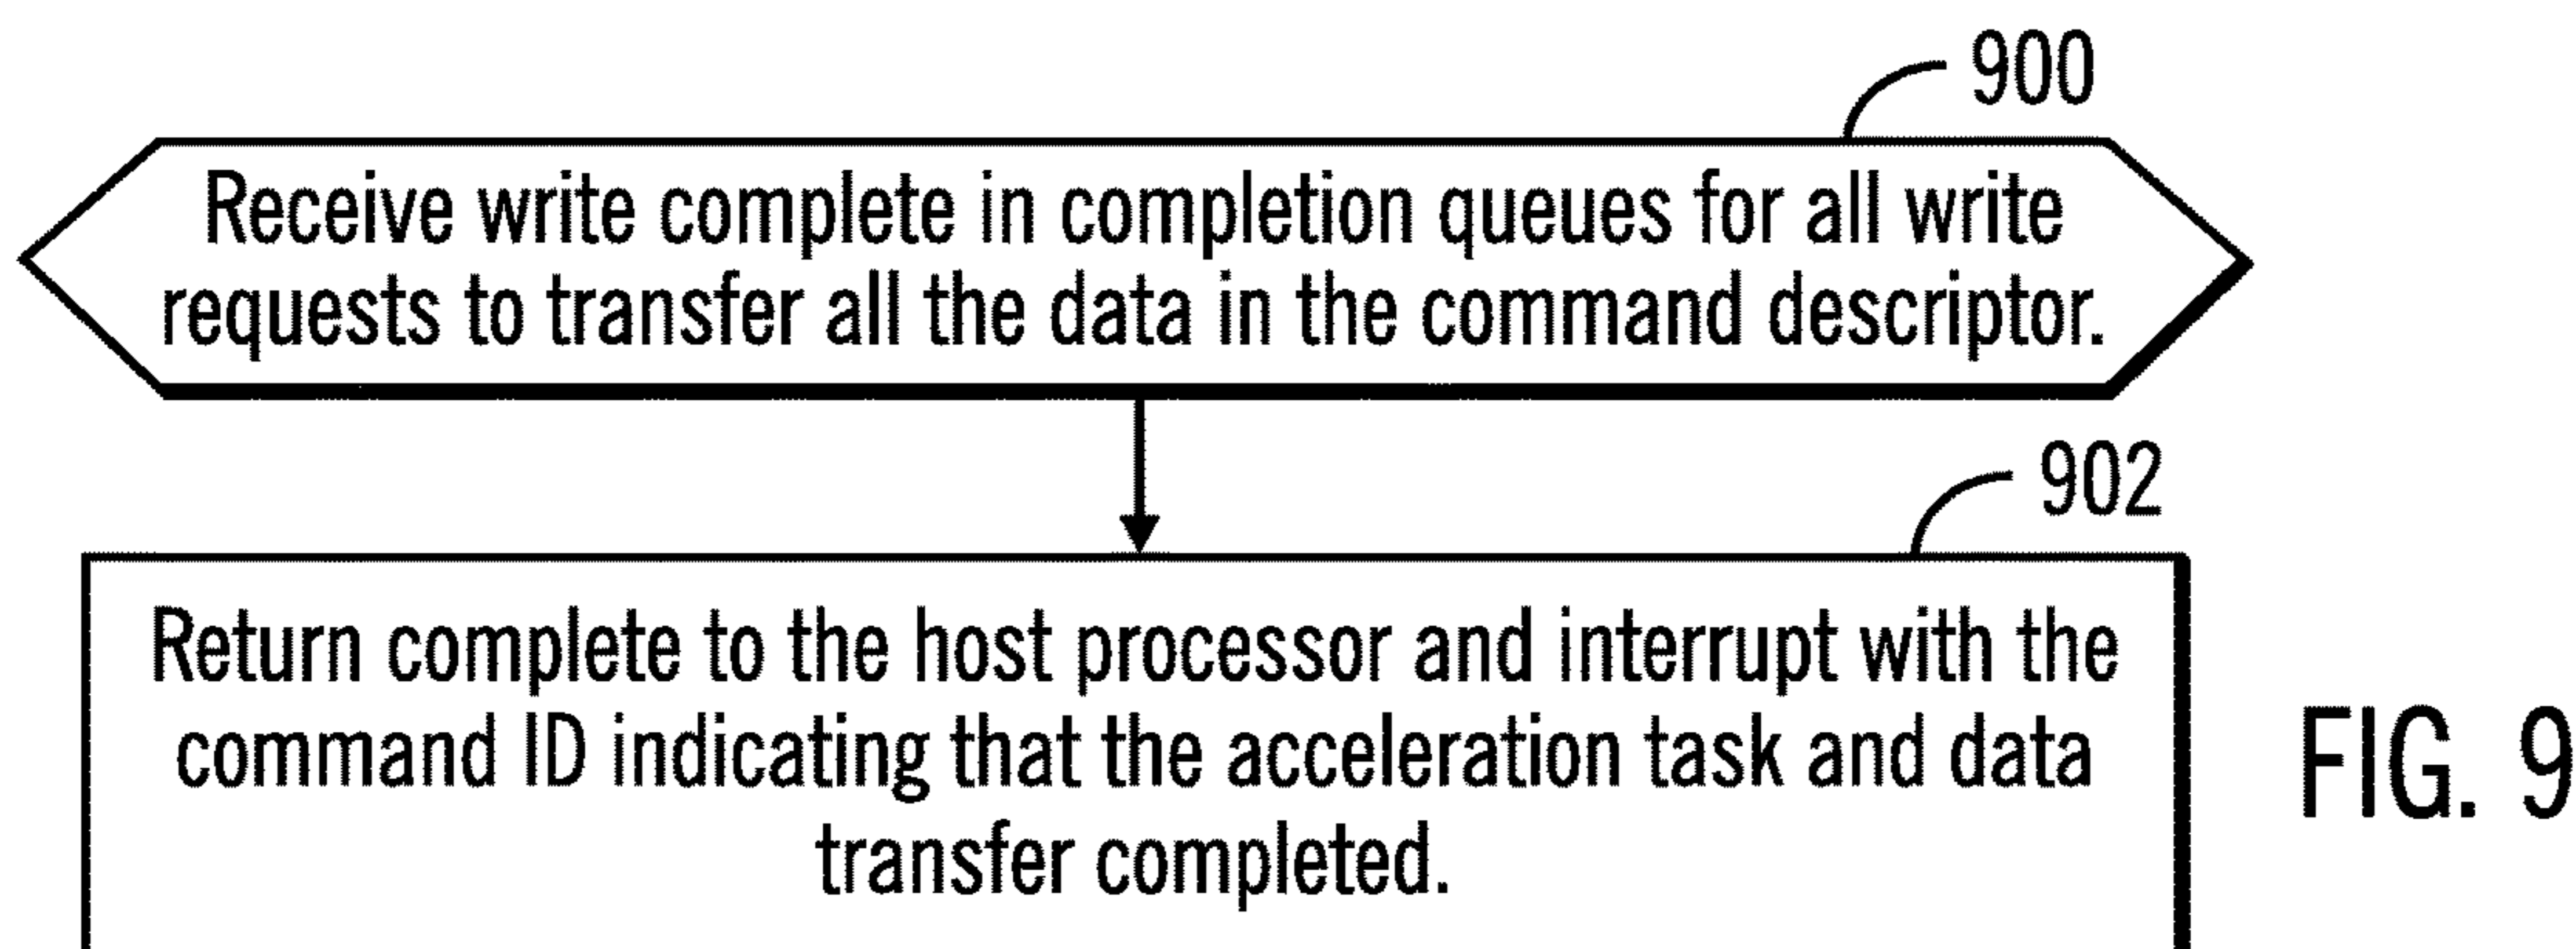 900
Receive write complete in completion queues for all write
requests to transfer all the data in the command descriptor.
902
Return complete to the host processor and interrupt with the
command ID indicating that the acceleration task and data
transfer completed.
FIG. 9